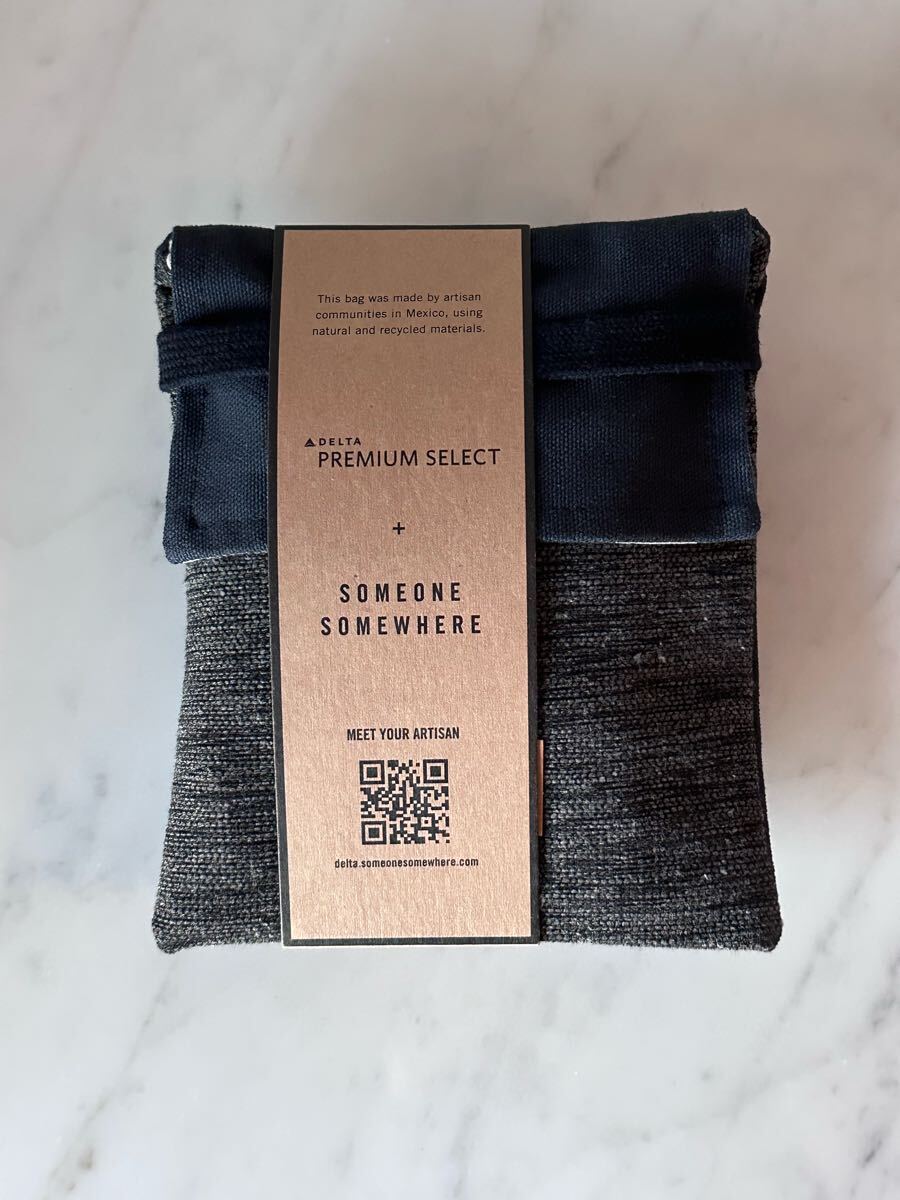 This bag was made by artisan
communities in Mexico, using
natural and recycled materials.
DELTA
PREMIUM SELECT
+
SOMEONE
SOMEWHERE
MEET YOUR ARTISAN
delta.someonesomewhere.com